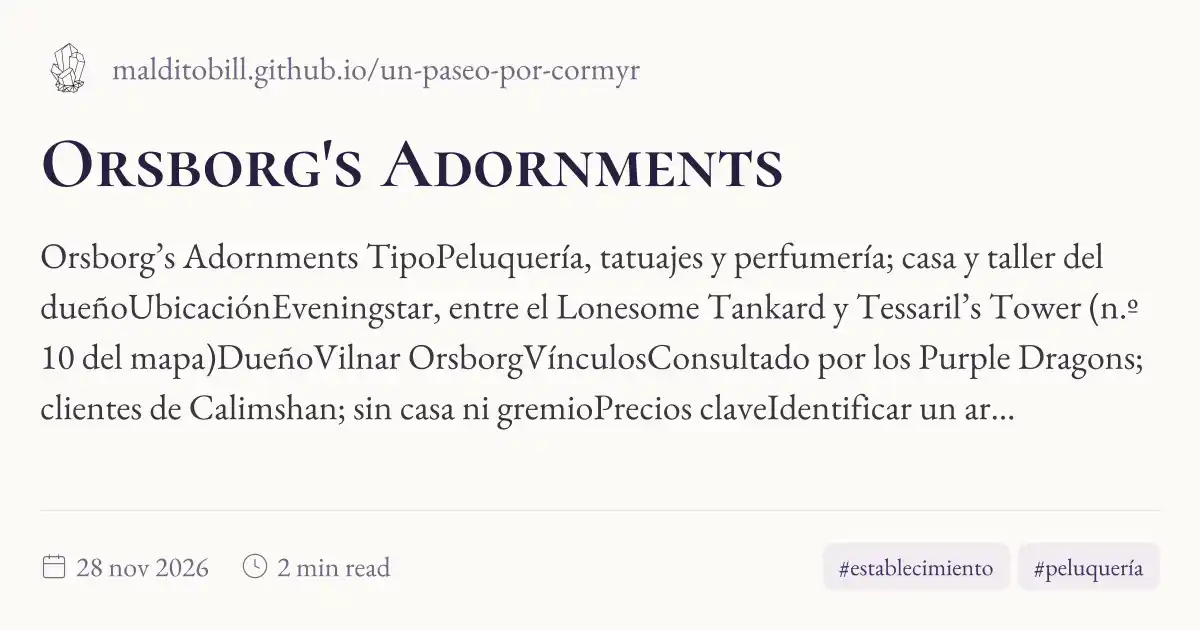 malditobill.github.io/un-paseo-por-cormyr
Orsborg's Adornments
Orsborg’s Adornments TipoPeluquería, tatuajes y perfumería; casa y taller del
dueñoUbicaciónEveningstar, entre el Lonesome Tankard y Tessaril’s Tower (n.º
10 del mapa)DueñoVilnar OrsborgVínculosConsultado por los Purple Dragons;
clientes de Calimshan; sin casa ni gremioPrecios claveIdentificar un ar...
28 nov 2026
2 min read
#establecimiento
#peluquería